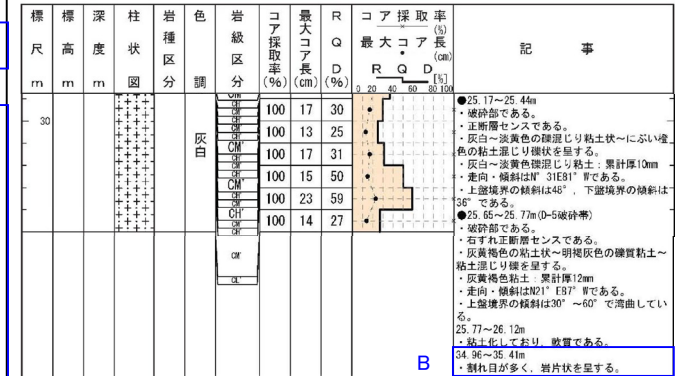 標尺m
標高m
深度m
柱状図
岩種区分
色調
岩級区分
コア採取率(%)
最大コア長(cm)
RQD(%)
コア採取率(%)
最大コア長(cm)
RQD[%]
0 20 40 60 80 100
記事
30
灰白
CM'
CH'
CM'
CH'
CM'
CH'
CM'
CL'
100 17 30
100 13 25
100 17 31
100 15 50
100 23 59
100 14 27
●25.17～25.44m
・破砕部である。
・正断層センスである。
・灰白～淡黄色の礫混じり粘土状～にぶい橙
色の粘土混じり礫状を呈する。
・灰白～淡黄色礫混じり粘土：累計厚10mm
・走向・傾斜はN°31E81°Wである。
・上盤境界の傾斜は48°，下盤境界の傾斜は
36°である。
●25.65～25.77m(D-5破砕帯)
・破砕部である。
・右ずれ正断層センスである。
・灰黄褐色の粘土状～明褐灰色の礫質粘土～
粘土混じり礫を呈する。
・灰黄褐色粘土：累計厚12mm
・走向・傾斜はN21°E87°Wである。
・上盤境界の傾斜は30°～60°で湾曲してい
る。
25.77～26.12m
・粘土化しており，軟質である。
34.96～35.41m
・割れ目が多く，岩片状を呈する。
B